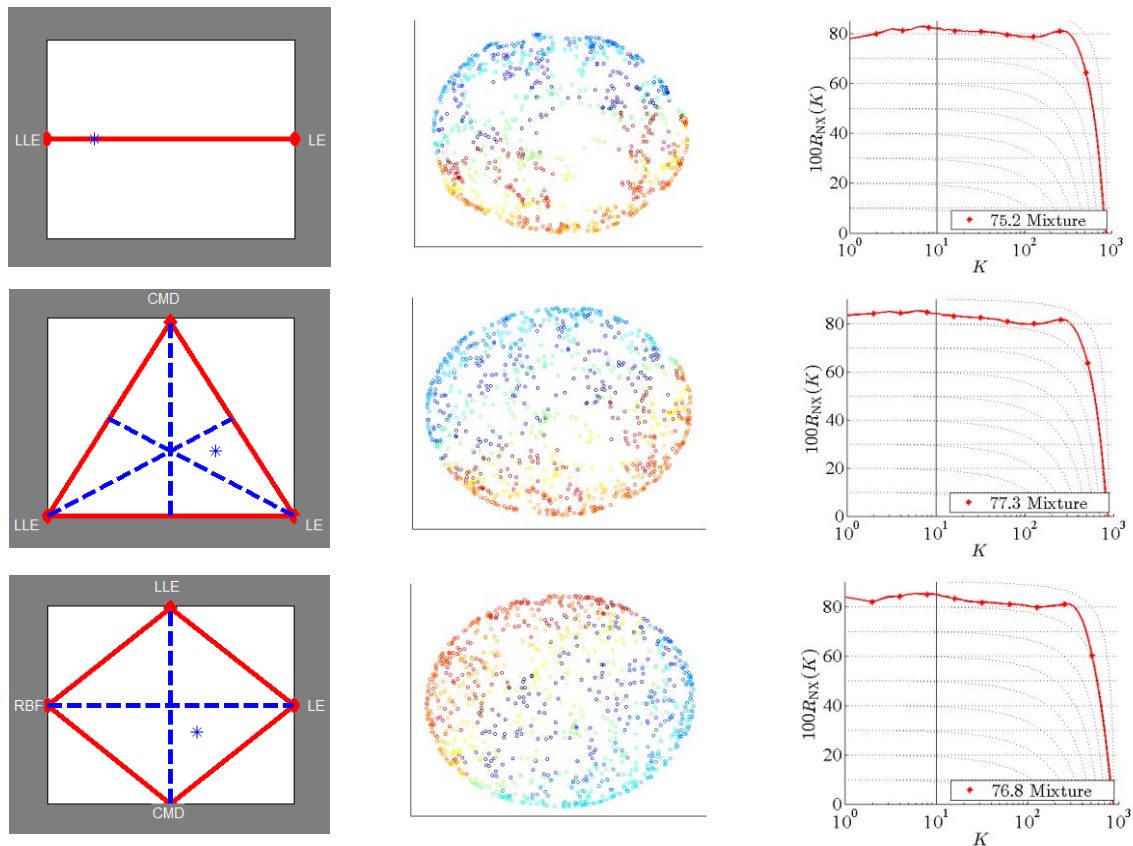 LLE LE
80
60
40
20
0
100R_NX(K)
75.2 Mixture
10^0 10^1 10^2 10^3
K
CMD
LLE LE
80
60
40
20
0
100R_NX(K)
77.3 Mixture
10^0 10^1 10^2 10^3
K
LLE
RBF LE
CMD
80
60
40
20
0
100R_NX(K)
76.8 Mixture
10^0 10^1 10^2 10^3
K